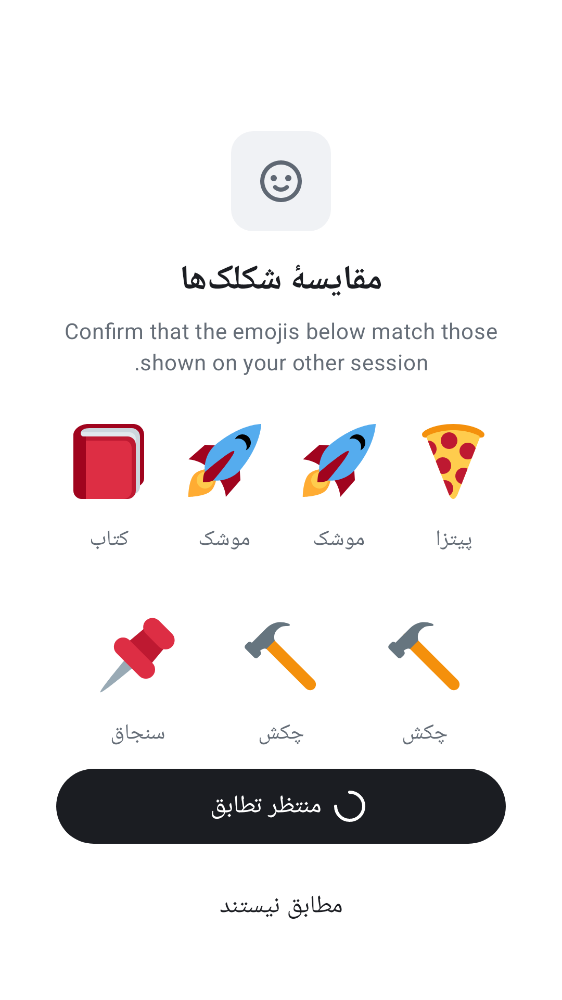 مقایسهٔ شکلک‌ها
Confirm that the emojis below match those
.shown on your other session
پیتزا موشک موشک کتاب
چکش چکش سنجاق
منتظر تطابق
مطابق نیستند